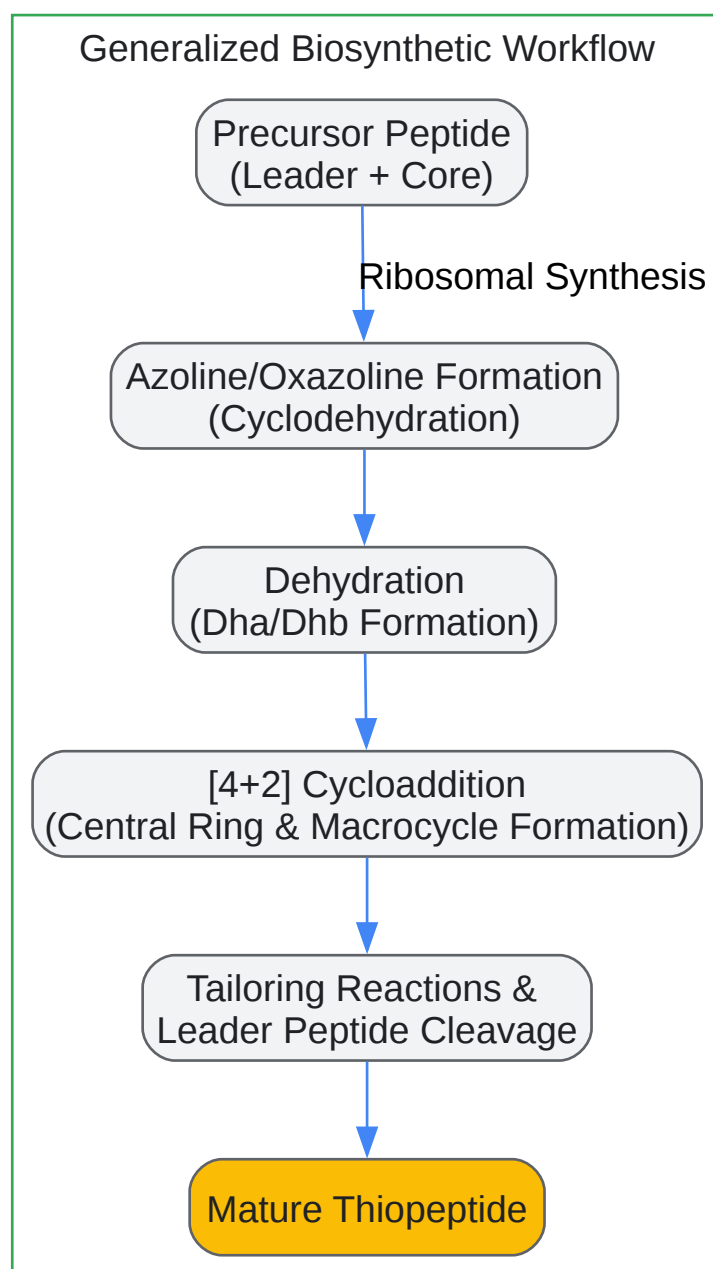 Generalized Biosynthetic Workflow
Precursor Peptide
(Leader + Core)
Ribosomal Synthesis
Azoline/Oxazoline Formation
(Cyclodehydration)
Dehydration
(Dha/Dhb Formation)
[4+2] Cycloaddition
(Central Ring & Macrocycle Formation)
Tailoring Reactions &
Leader Peptide Cleavage
Mature Thiopeptide